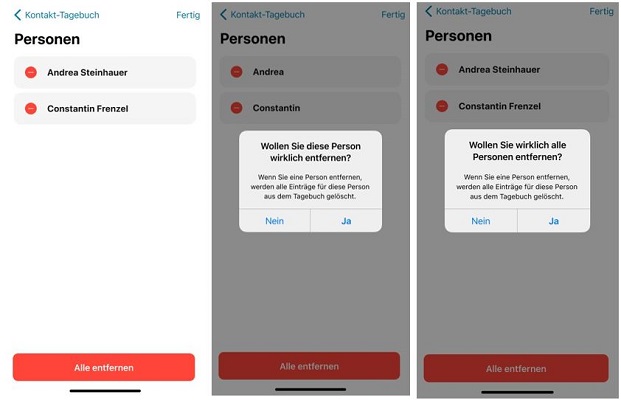 Kontakt-Tagebuch
Fertig
Personen
Andrea Steinhauer
Constantin Frenzel
Alle entfernen
Kontakt-Tagebuch
Fertig
Personen
Andrea
Constantin
Wollen Sie diese Person
wirklich entfernen?
Wenn Sie eine Person entfernen,
werden alle Einträge für diese Person
aus dem Tagebuch gelöscht.
Nein
Ja
Alle entfernen
Kontakt-Tagebuch
Fertig
Personen
Andrea Steinhauer
Constantin Frenzel
Wollen Sie wirklich alle
Personen entfernen?
Wenn Sie eine Person entfernen,
werden alle Einträge für diese Person
aus dem Tagebuch gelöscht.
Nein
Ja
Alle entfernen